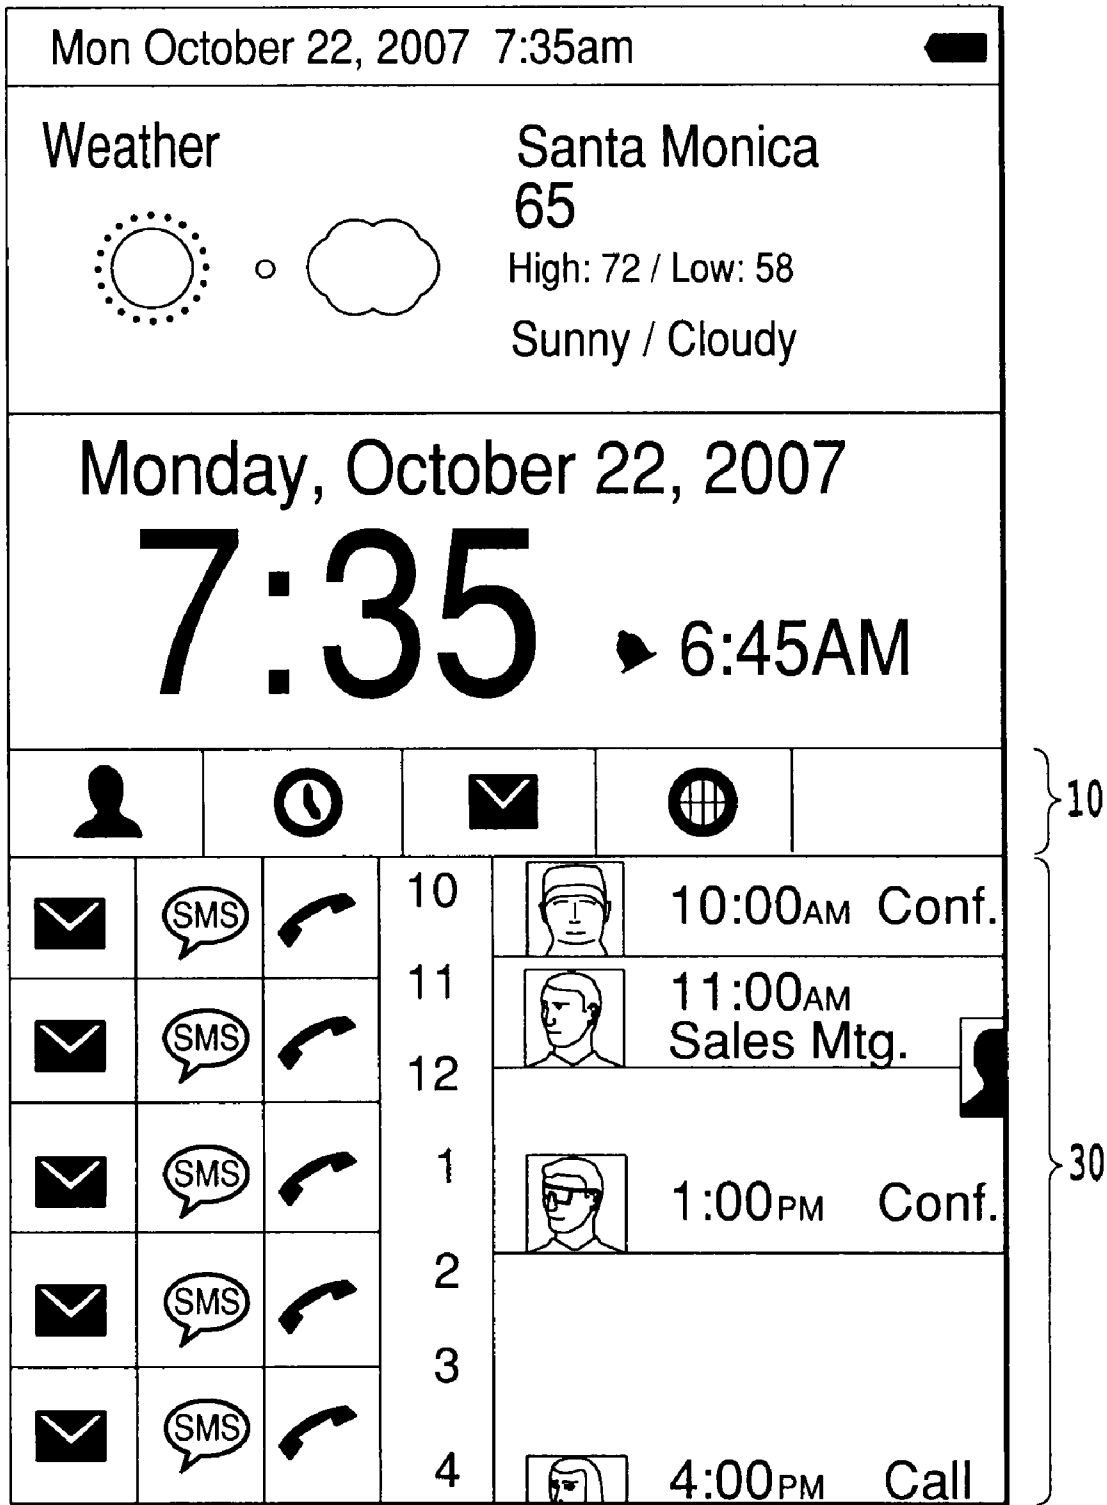 Mon October 22, 2007 7:35am
Weather
Santa Monica
65
High: 72 / Low: 58
Sunny / Cloudy
Monday, October 22, 2007
7:35
6:45AM
10
SMS
10
10:00AM Conf.
11
11:00AM
Sales Mtg.
SMS
12
SMS
1
1:00PM Conf.
30
2
SMS
3
SMS
4
4:00PM Call